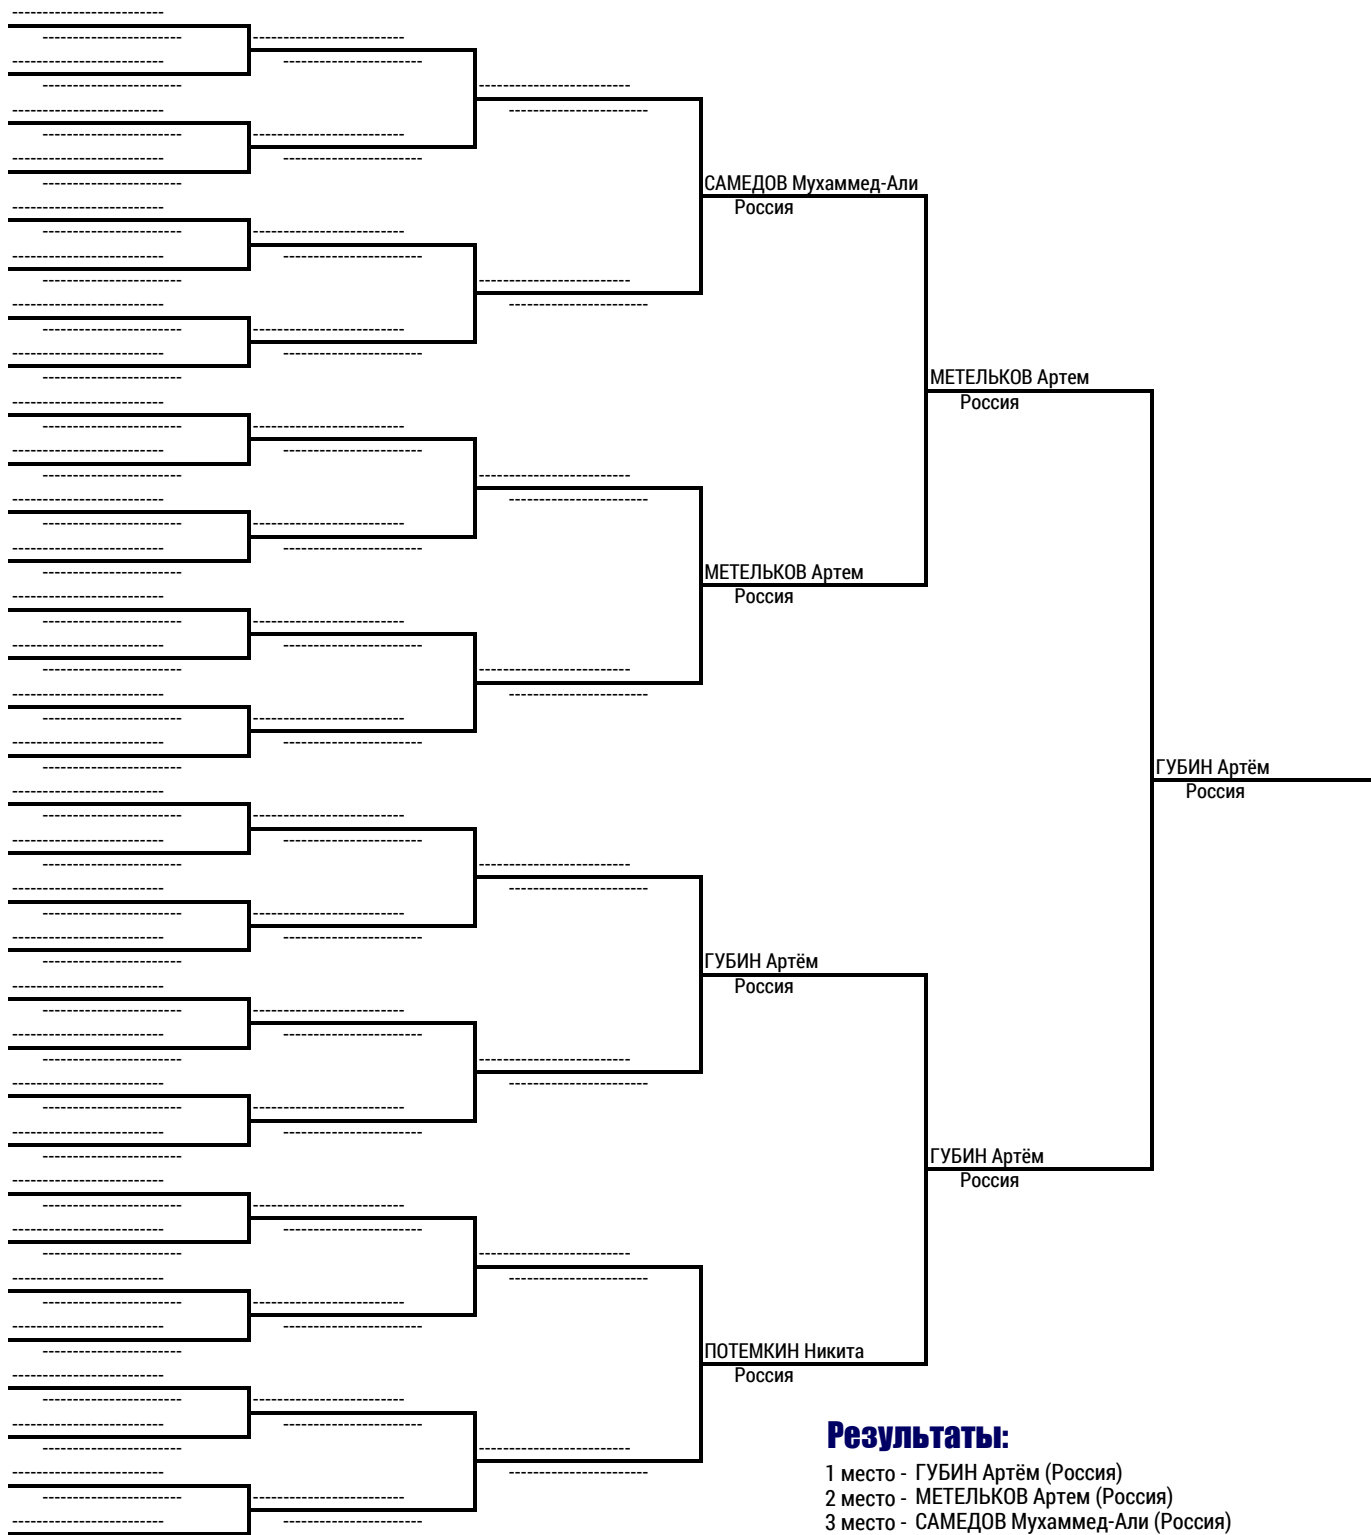 САМЕДОВ Мухаммед-Али
Россия
МЕТЕЛЬКОВ Артем
Россия
МЕТЕЛЬКОВ Артем
Россия
ГУБИН Артём
Россия
ГУБИН Артём
Россия
ГУБИН Артём
Россия
ПОТЕМКИН Никита
Россия
Результаты:
1 место - ГУБИН Артём (Россия)
2 место - МЕТЕЛЬКОВ Артем (Россия)
3 место - САМЕДОВ Мухаммед-Али (Россия)